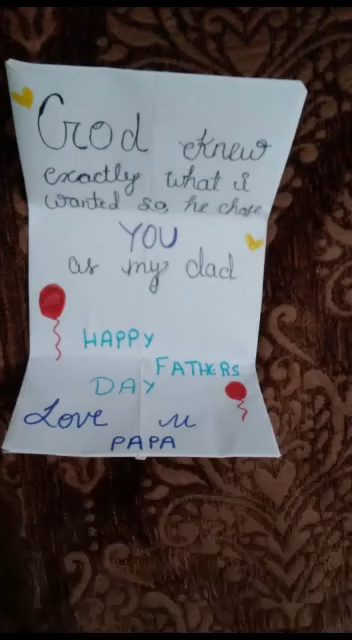 God knew
exactly what i
wanted so, he chose
YOU
as my dad
HAPPY
FATHERS
DAY
Love u
PAPA